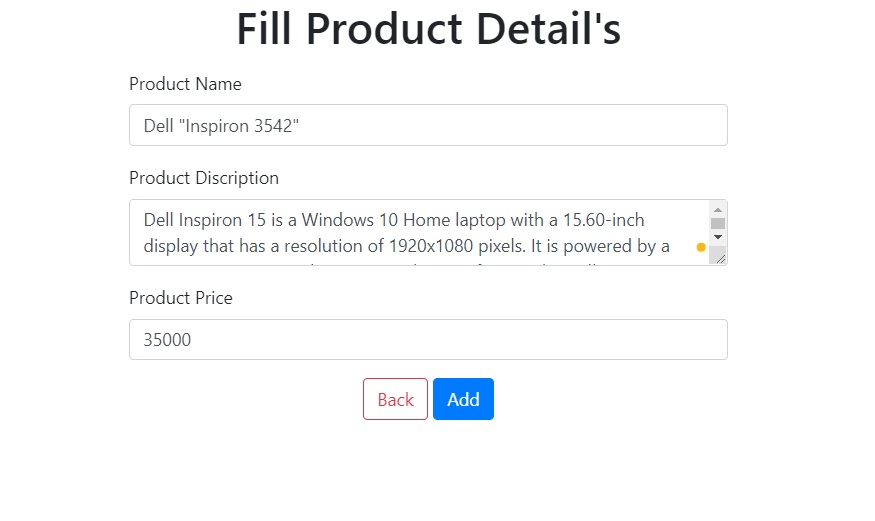 Fill Product Detail's
Product Name
Dell "Inspiron 3542"
Product Discription
Dell Inspiron 15 is a Windows 10 Home laptop with a 15.60-inch
display that has a resolution of 1920x1080 pixels. It is powered by a
Product Price
35000
Back Add